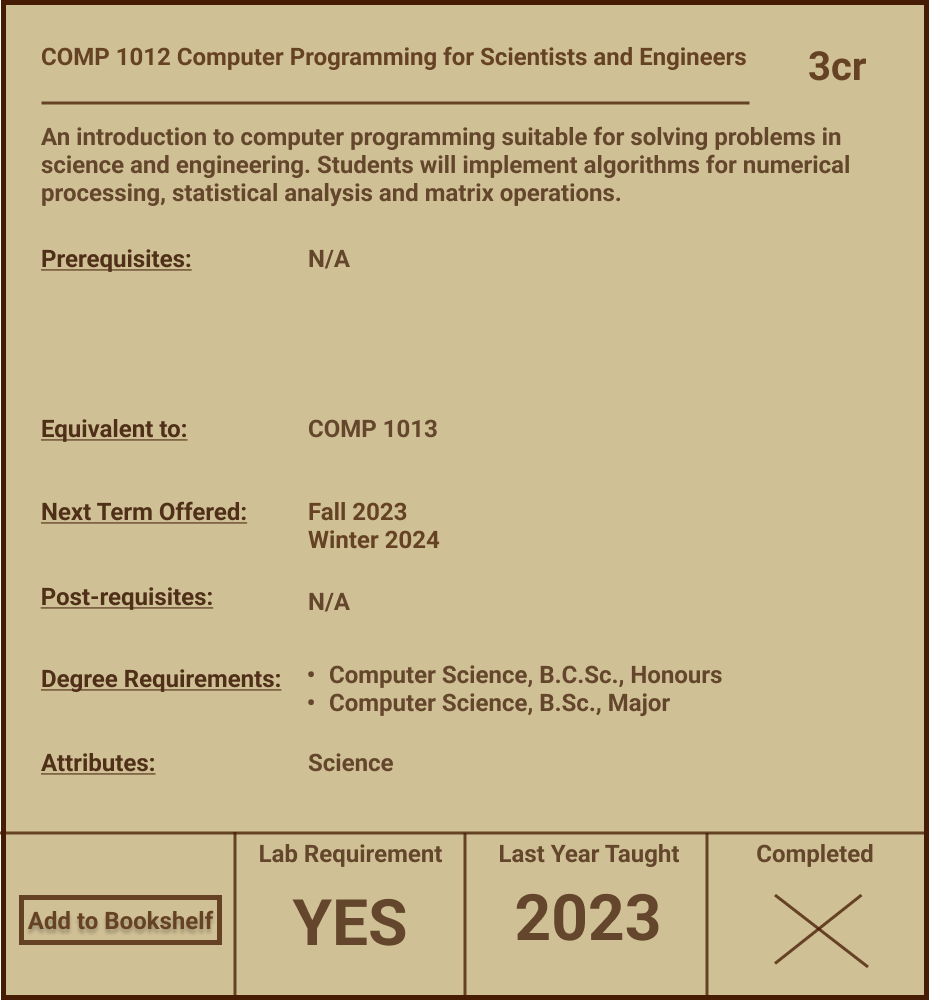 COMP 1012 Computer Programming for Scientists and Engineers
3cr
An introduction to computer programming suitable for solving problems in
science and engineering. Students will implement algorithms for numerical
processing, statistical analysis and matrix operations.
Prerequisites: N/A
Equivalent to: COMP 1013
Next Term Offered: Fall 2023
Winter 2024
Post-requisites: N/A
Degree Requirements: • Computer Science, B.C.Sc., Honours
• Computer Science, B.Sc., Major
Attributes: Science
Add to Bookshelf
Lab Requirement
YES
Last Year Taught
2023
Completed